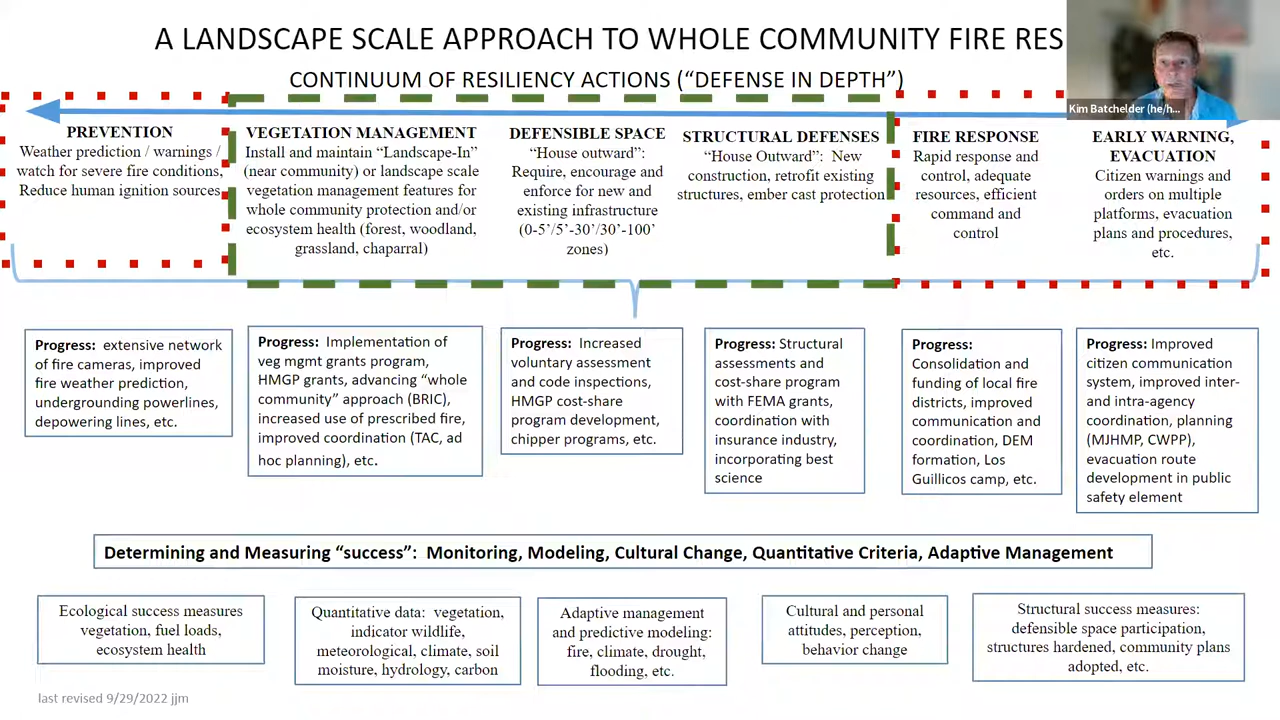 A LANDSCAPE SCALE APPROACH TO WHOLE COMMUNITY FIRE RES
CONTINUUM OF RESILIENCY ACTIONS (“DEFENSE IN DEPTH”)
Kim Batchelder (he/h...
PREVENTION
Weather prediction / warnings /
watch for severe fire conditions,
Reduce human ignition sources
VEGETATION MANAGEMENT
Install and maintain “Landscape-In”
(near community) or landscape scale
vegetation management features for
whole community protection and/or
ecosystem health (forest, woodland,
grassland, chaparral)
DEFENSIBLE SPACE
“House outward”:
Require, encourage and
enforce for new and
existing infrastructure
(0-5’/5’-30’/30’-100’
zones)
STRUCTURAL DEFENSES
“House Outward”:  New
construction, retrofit existing
structures, ember cast protection
FIRE RESPONSE
Rapid response and
control, adequate
resources, efficient
command and
control
EARLY WARNING,
EVACUATION
Citizen warnings and
orders on multiple
platforms, evacuation
plans and procedures,
etc.
Progress:  extensive network
of fire cameras, improved
fire weather prediction,
undergrounding powerlines,
depowering lines, etc.
Progress:  Implementation of
veg mgmt grants program,
HMGP grants, advancing “whole
community” approach (BRIC),
increased use of prescribed fire,
improved coordination (TAC, ad
hoc planning), etc.
Progress:  Increased
voluntary assessment
and code inspections,
HMGP cost-share
program development,
chipper programs, etc.
Progress: Structural
assessments and
cost-share program
with FEMA grants,
coordination with
insurance industry,
incorporating best
science
Progress:
Consolidation and
funding of local fire
districts, improved
communication and
coordination, DEM
formation, Los
Guillicos camp, etc.
Progress: Improved
citizen communication
system, improved inter-
and intra-agency
coordination, planning
(MJHMP, CWPP),
evacuation route
development in public
safety element
Determining and Measuring “success”:  Monitoring, Modeling, Cultural Change, Quantitative Criteria, Adaptive Management
Ecological success measures
vegetation, fuel loads,
ecosystem health
Quantitative data:  vegetation,
indicator wildlife,
meteorological, climate, soil
moisture, hydrology, carbon
Adaptive management
and predictive modeling:
fire, climate, drought,
flooding, etc.
Cultural and personal
attitudes, perception,
behavior change
Structural success measures:
defensible space participation,
structures hardened, community plans
adopted, etc.
last revised 9/29/2022 jjm